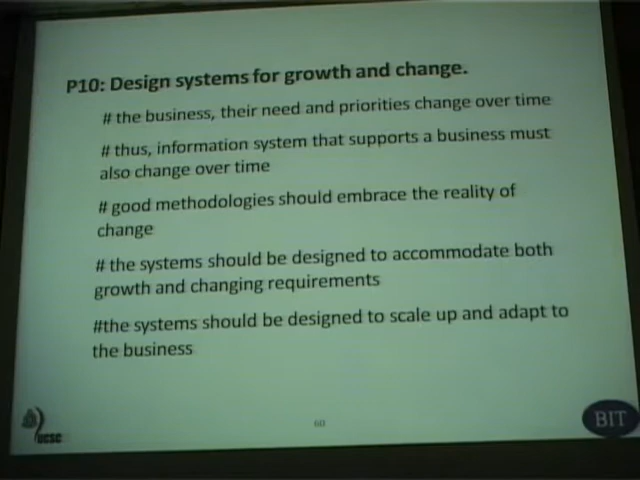 P10: Design systems for growth and change.
# the business, their need and priorities change over time
# thus, information system that supports a business must
also change over time
# good methodologies should embrace the reality of
change
# the systems should be designed to accommodate both
growth and changing requirements
#the systems should be designed to scale up and adapt to
the business
ucsc
60
BIT